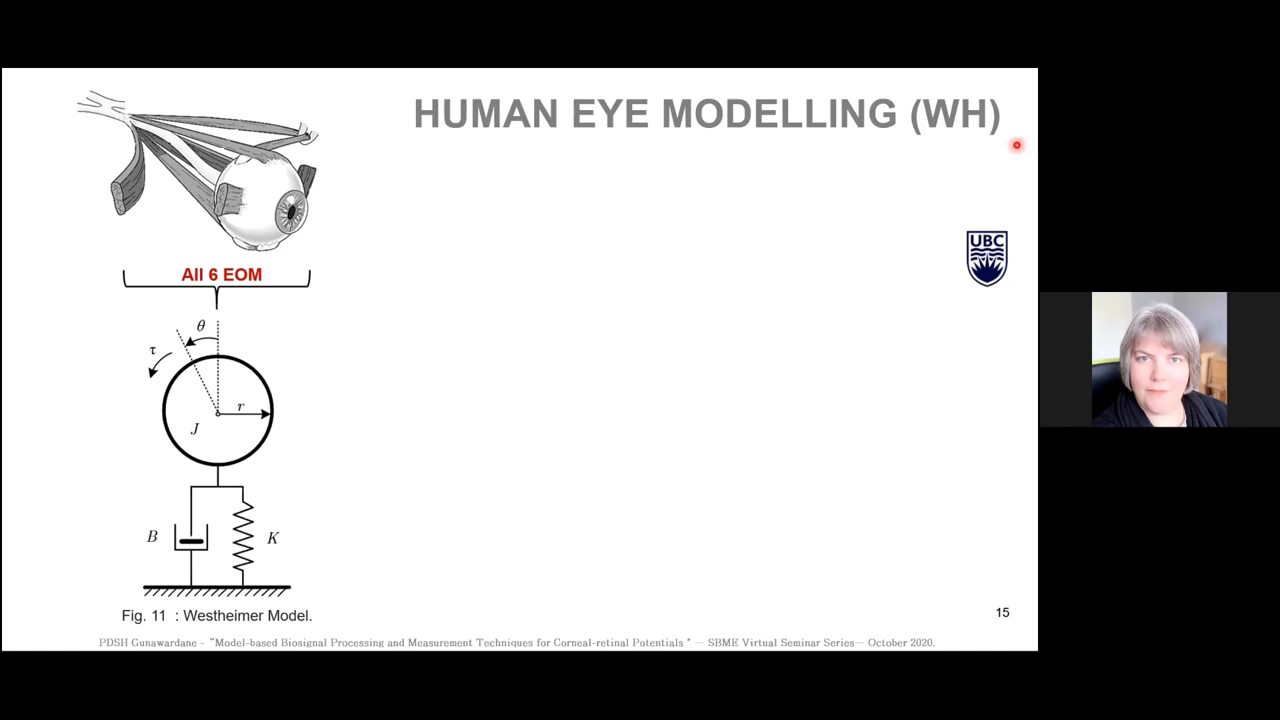 HUMAN EYE MODELLING (WH)
UBC
All 6 EOM
θ
τ
r
J
B
K
Fig. 11 : Westheimer Model.
15
PDSH Gunawardane - "Model-based Biosignal Processing and Measurement Techniques for Corneal-retinal Potentials " — SBME Virtual Seminar Series— October 2020.